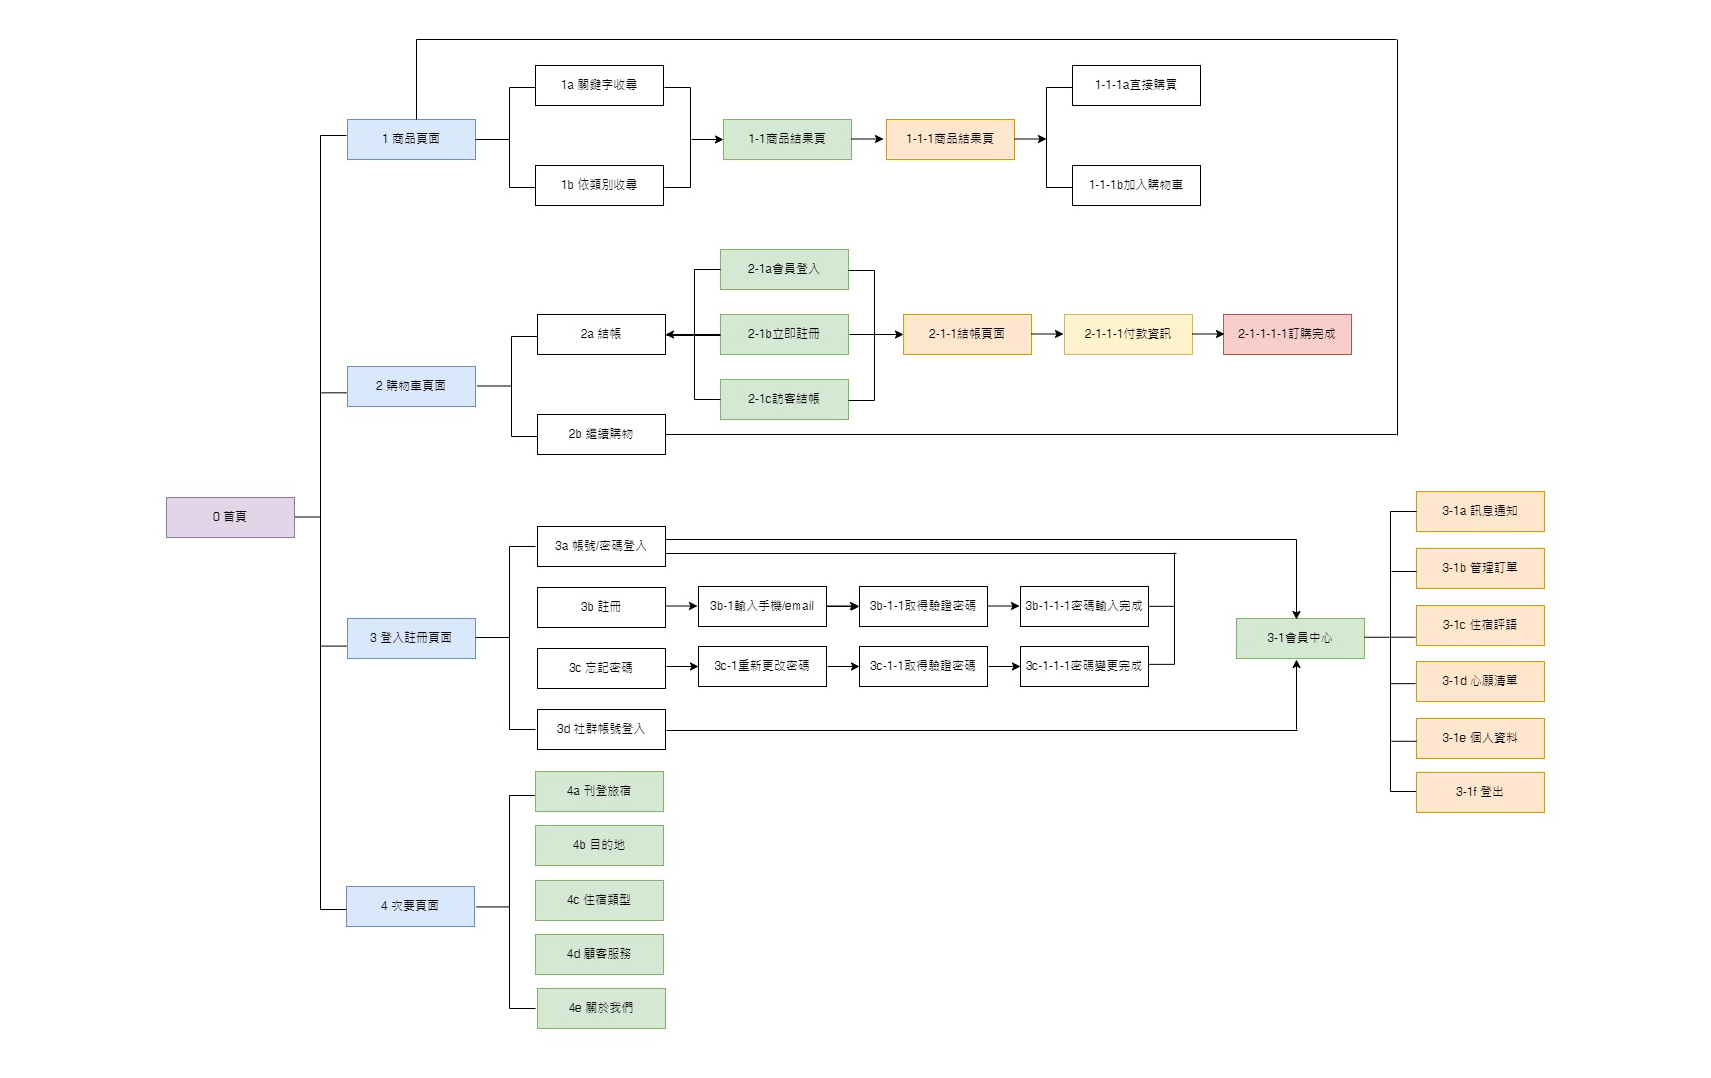 0 首頁
1 商品頁面
1a 關鍵字收尋
1b 依類別收尋
1-1商品結果頁
1-1-1商品結果頁
1-1-1a直接購買
1-1-1b加入購物車
2 購物車頁面
2a 結帳
2b 繼續購物
2-1a會員登入
2-1b立即註冊
2-1c訪客結帳
2-1-1結帳頁面
2-1-1-1付款資訊
2-1-1-1-1訂購完成
3 登入註冊頁面
3a 帳號/密碼登入
3b 註冊
3b-1輸入手機/email
3b-1-1取得驗證密碼
3b-1-1-1密碼輸入完成
3c 忘記密碼
3c-1重新更改密碼
3c-1-1取得驗證密碼
3c-1-1-1密碼變更完成
3d 社群帳號登入
3-1會員中心
3-1a 訊息通知
3-1b 管理訂單
3-1c 住宿評語
3-1d 心願清單
3-1e 個人資料
3-1f 登出
4 次要頁面
4a 刊登旅宿
4b 目的地
4c 住宿類型
4d 顧客服務
4e 關於我們